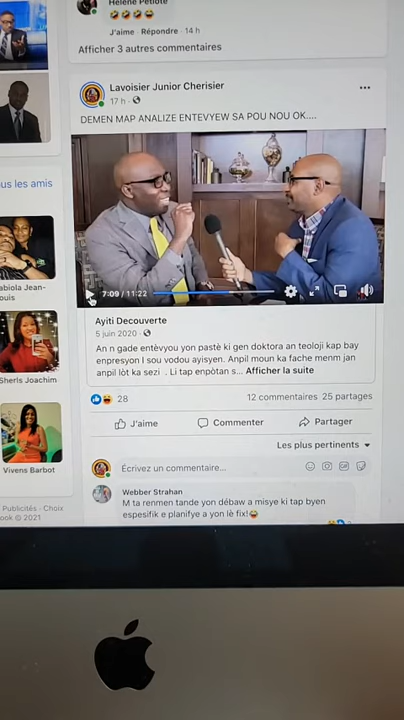 Helene Petiote
J'aime · Répondre · 14 h
Afficher 3 autres commentaires
Lavoisier Junior Cherisier
17 h ·
DEMEN MAP ANALIZE ENTEVYEW SA POU NOU OK....
us les amis
7:09 / 11:22
Ayiti Decouverte
5 juin 2020 ·
An n gade entèvyou yon pastè ki gen doktora an teoloji kap bay
enpresyon l sou vodou ayisyen. Anpil moun ka fache menm jan
anpil lòt ka sezi . Li tap enpòtan s... Afficher la suite
abiola Jean-
ouis
28
12 commentaires 25 partages
J'aime
Commenter
Partager
Sherls Joachim
Les plus pertinents
Écrivez un commentaire...
GIF
Vivens Barbot
Webber Strahan
M ta renmen tande yon débaw a misye ki tap byen
espesifik e planifye a yon lè fix!
Publicités · Choix
ook © 2021